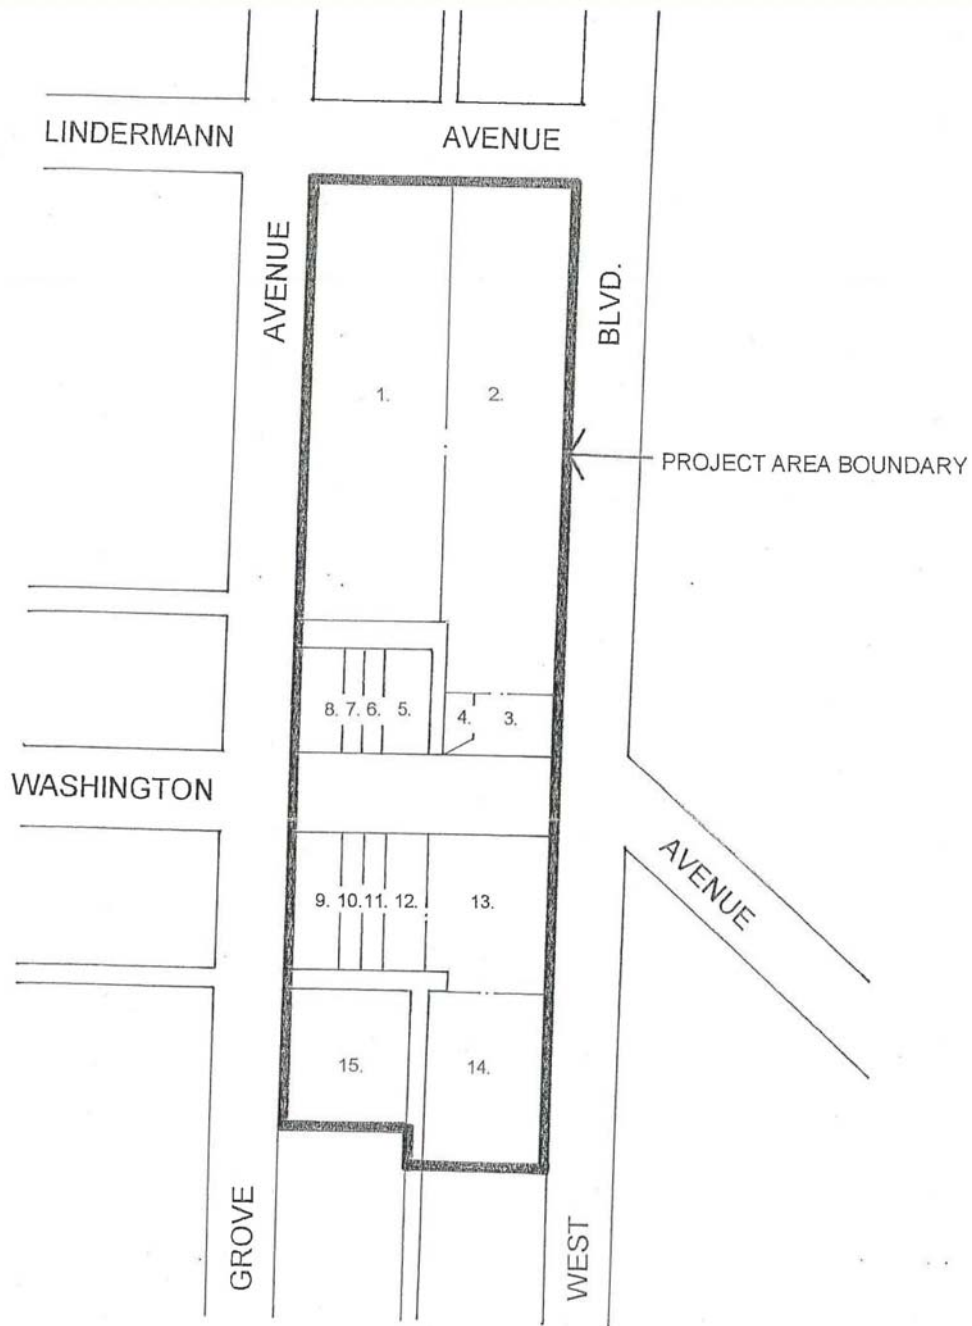 LINDERMANN AVENUE
AVENUE
BLVD.
1. 2.
PROJECT AREA BOUNDARY
8. 7. 6. 5. 4. 3.
WASHINGTON
AVENUE
9. 10. 11. 12. 13.
15. 14.
GROVE
WEST